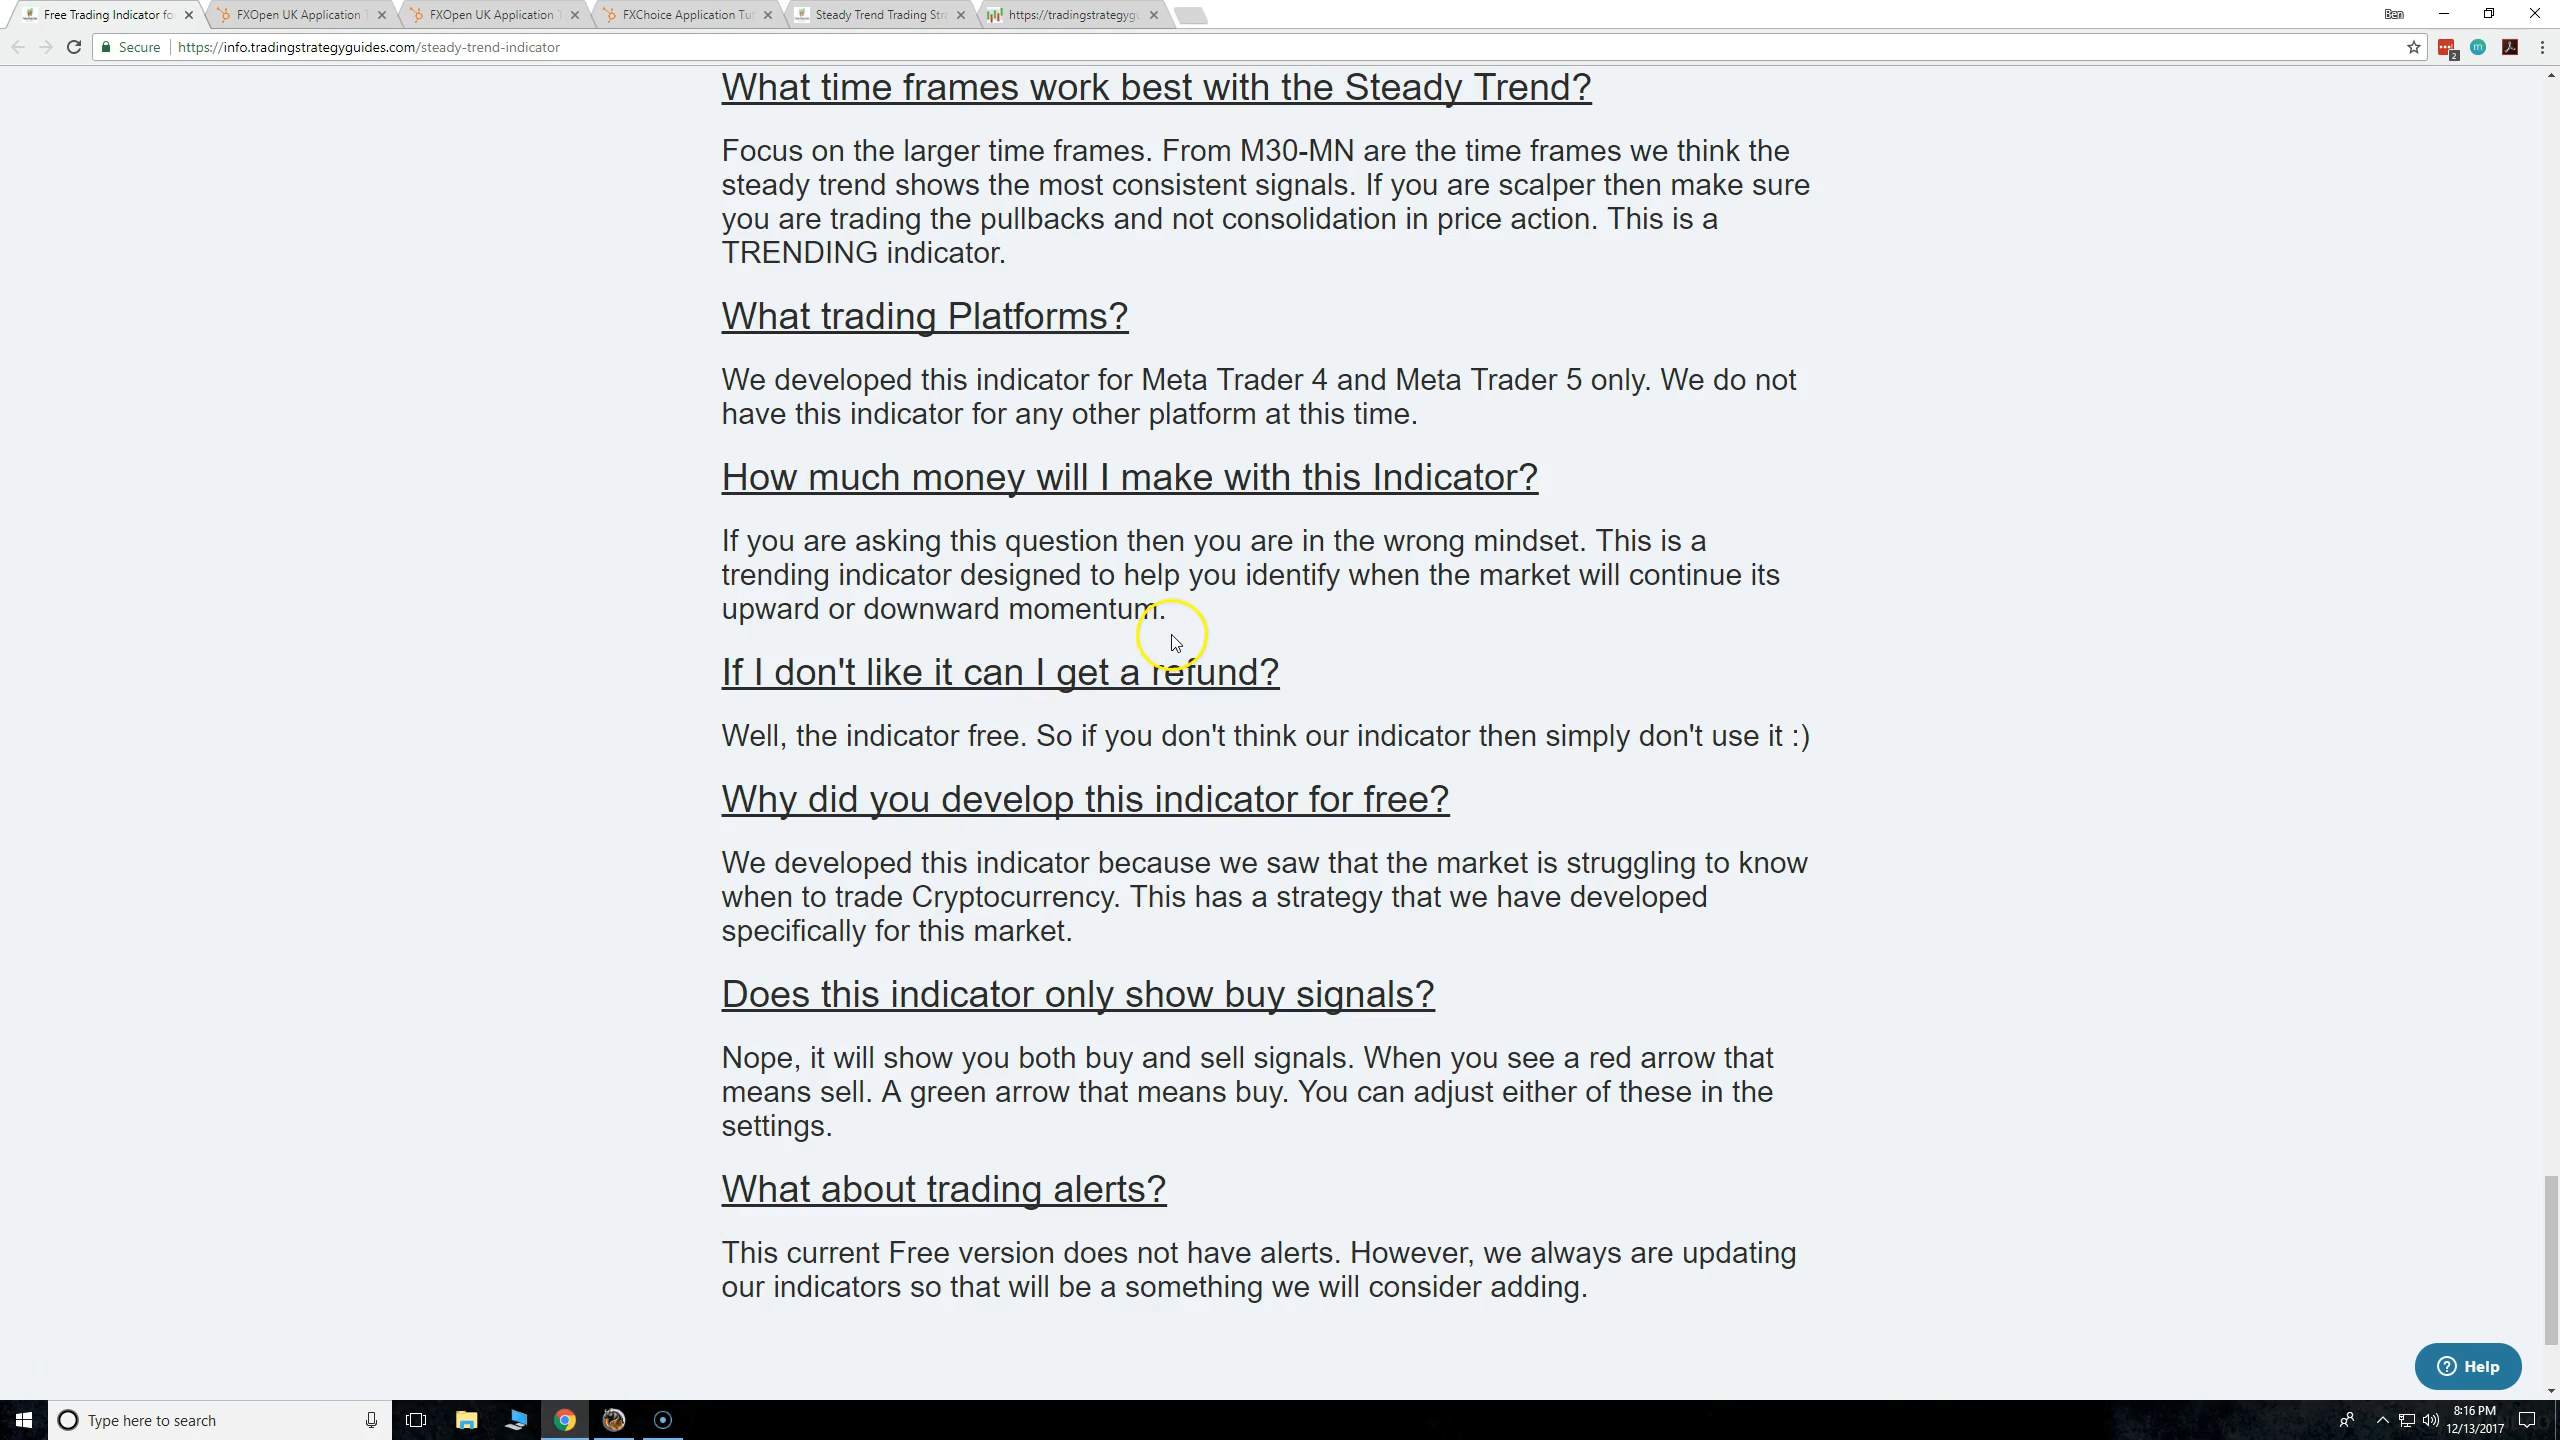 Free Trading Indicator fo
FXOpen UK Application T
FXOpen UK Application T
FXChoice Application Tut
Steady Trend Trading Stra
https://tradingstrategygu
Ben
Secure
https://info.tradingstrategyguides.com/steady-trend-indicator
2
m
What time frames work best with the Steady Trend?
Focus on the larger time frames. From M30-MN are the time frames we think the
steady trend shows the most consistent signals. If you are scalper then make sure
you are trading the pullbacks and not consolidation in price action. This is a
TRENDING indicator.
What trading Platforms?
We developed this indicator for Meta Trader 4 and Meta Trader 5 only. We do not
have this indicator for any other platform at this time.
How much money will I make with this Indicator?
If you are asking this question then you are in the wrong mindset. This is a
trending indicator designed to help you identify when the market will continue its
upward or downward momentum.
If I don't like it can I get a refund?
Well, the indicator free. So if you don't think our indicator then simply don't use it :)
Why did you develop this indicator for free?
We developed this indicator because we saw that the market is struggling to know
when to trade Cryptocurrency. This has a strategy that we have developed
specifically for this market.
Does this indicator only show buy signals?
Nope, it will show you both buy and sell signals. When you see a red arrow that
means sell. A green arrow that means buy. You can adjust either of these in the
settings.
What about trading alerts?
This current Free version does not have alerts. However, we always are updating
our indicators so that will be a something we will consider adding.
Help
Type here to search
8:16 PM
12/13/2017